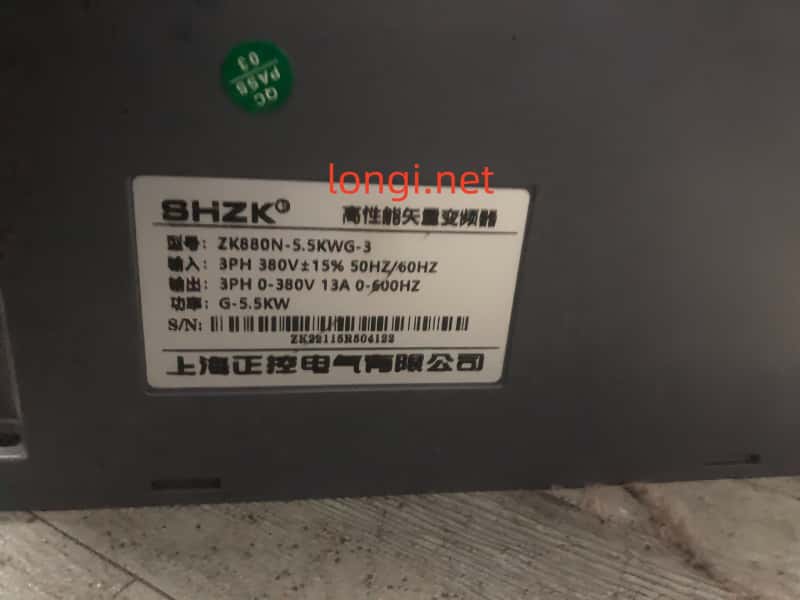 QC
PASS
03
longi.net
SHZK 高性能矢量变频器
型号: ZK880N-5.5KWG-3
输入: 3PH 380V±15% 50HZ/60HZ
输出: 3PH 0-380V 13A 0-600HZ
功率: G-5.5KW
S/N:
ZK22115R504122
上海正控电气有限公司